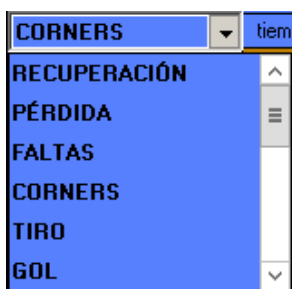 CORNERS tiem
RECUPERACIÓN
PÉRDIDA
FALTAS
CORNERS
TIRO
GOL